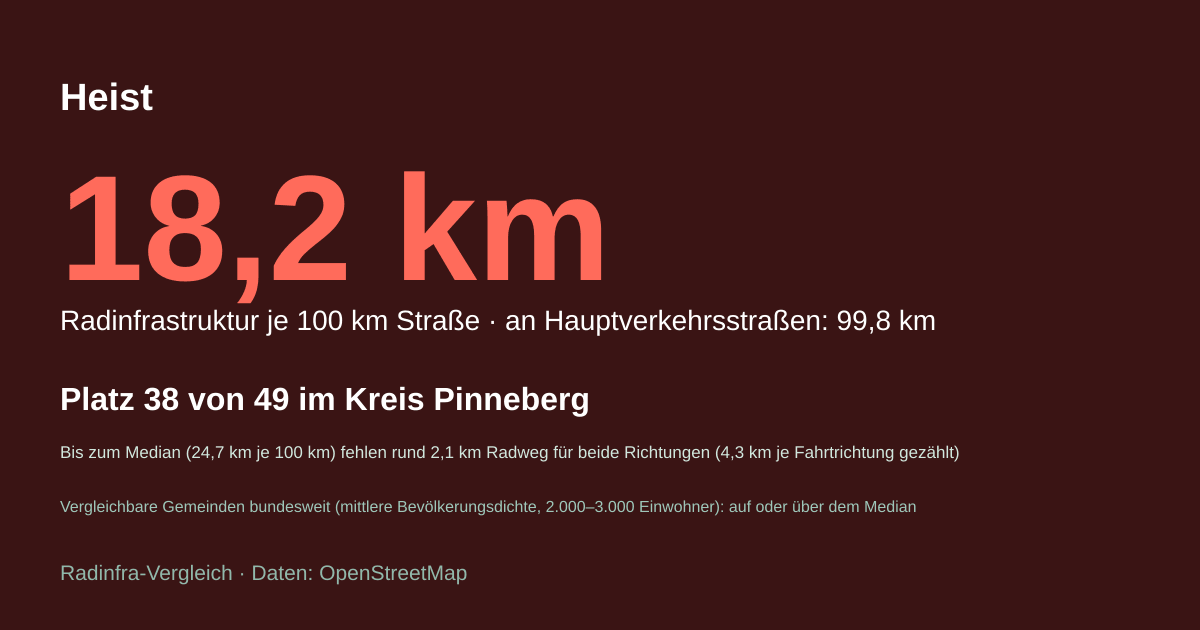 Heist
18,2 km
Radinfrastruktur je 100 km Straße · an Hauptverkehrsstraßen: 99,8 km
Platz 38 von 49 im Kreis Pinneberg
Bis zum Median (24,7 km je 100 km) fehlen rund 2,1 km Radweg für beide Richtungen (4,3 km je Fahrtrichtung gezählt)
Vergleichbare Gemeinden bundesweit (mittlere Bevölkerungsdichte, 2.000–3.000 Einwohner): auf oder über dem Median
Radinfra-Vergleich · Daten: OpenStreetMap